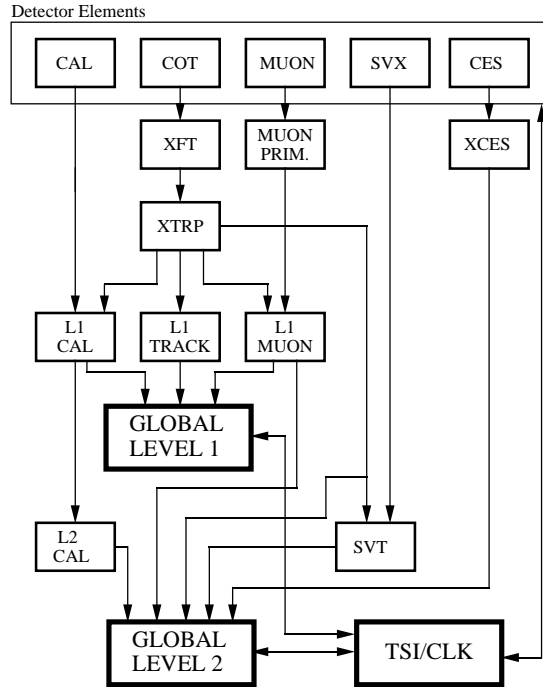 Detector Elements
CAL
COT
MUON
SVX
CES
XFT
MUON
PRIM.
XCES
XTRP
L1
CAL
L1
TRACK
L1
MUON
GLOBAL
LEVEL 1
L2
CAL
SVT
GLOBAL
LEVEL 2
TSI/CLK